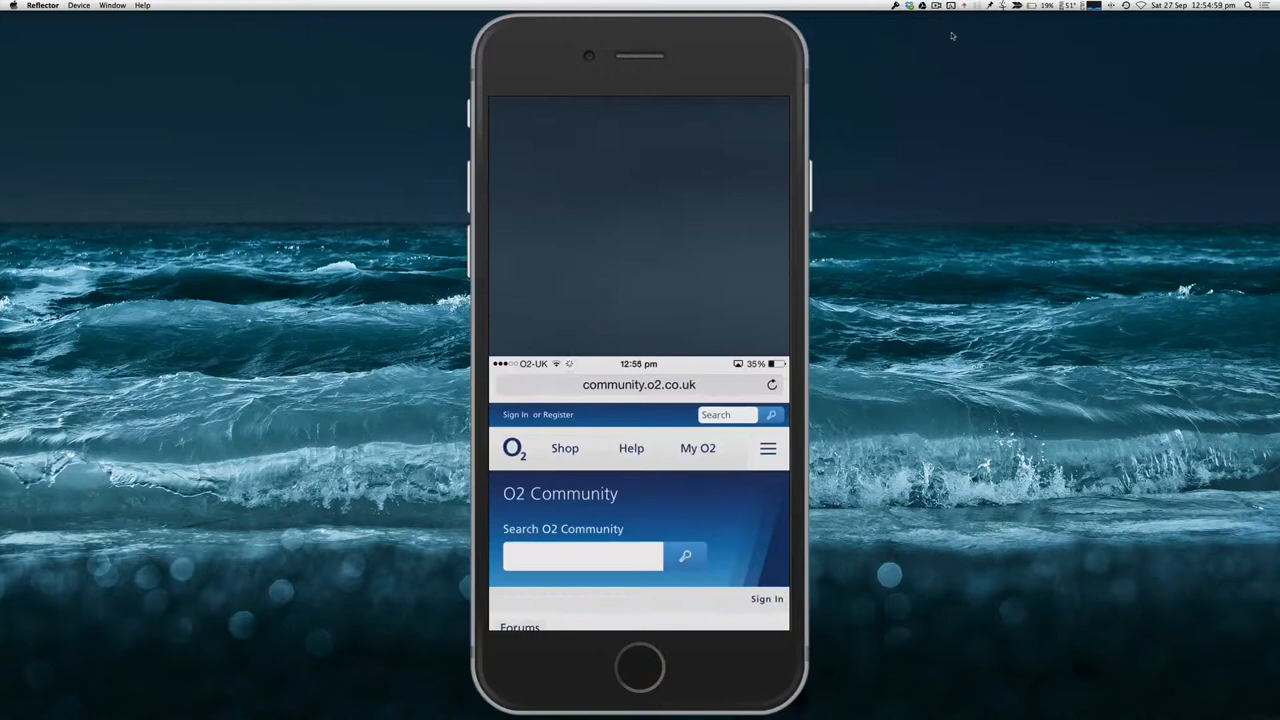 Reflector Device Window Help 19% 51° Sat 27 Sep 12:54:59 pm
O2-UK 12:55 pm 35%
community.o2.co.uk
Sign In or Register Search
O2 Shop Help My O2
O2 Community
Search O2 Community
Sign In
Forums